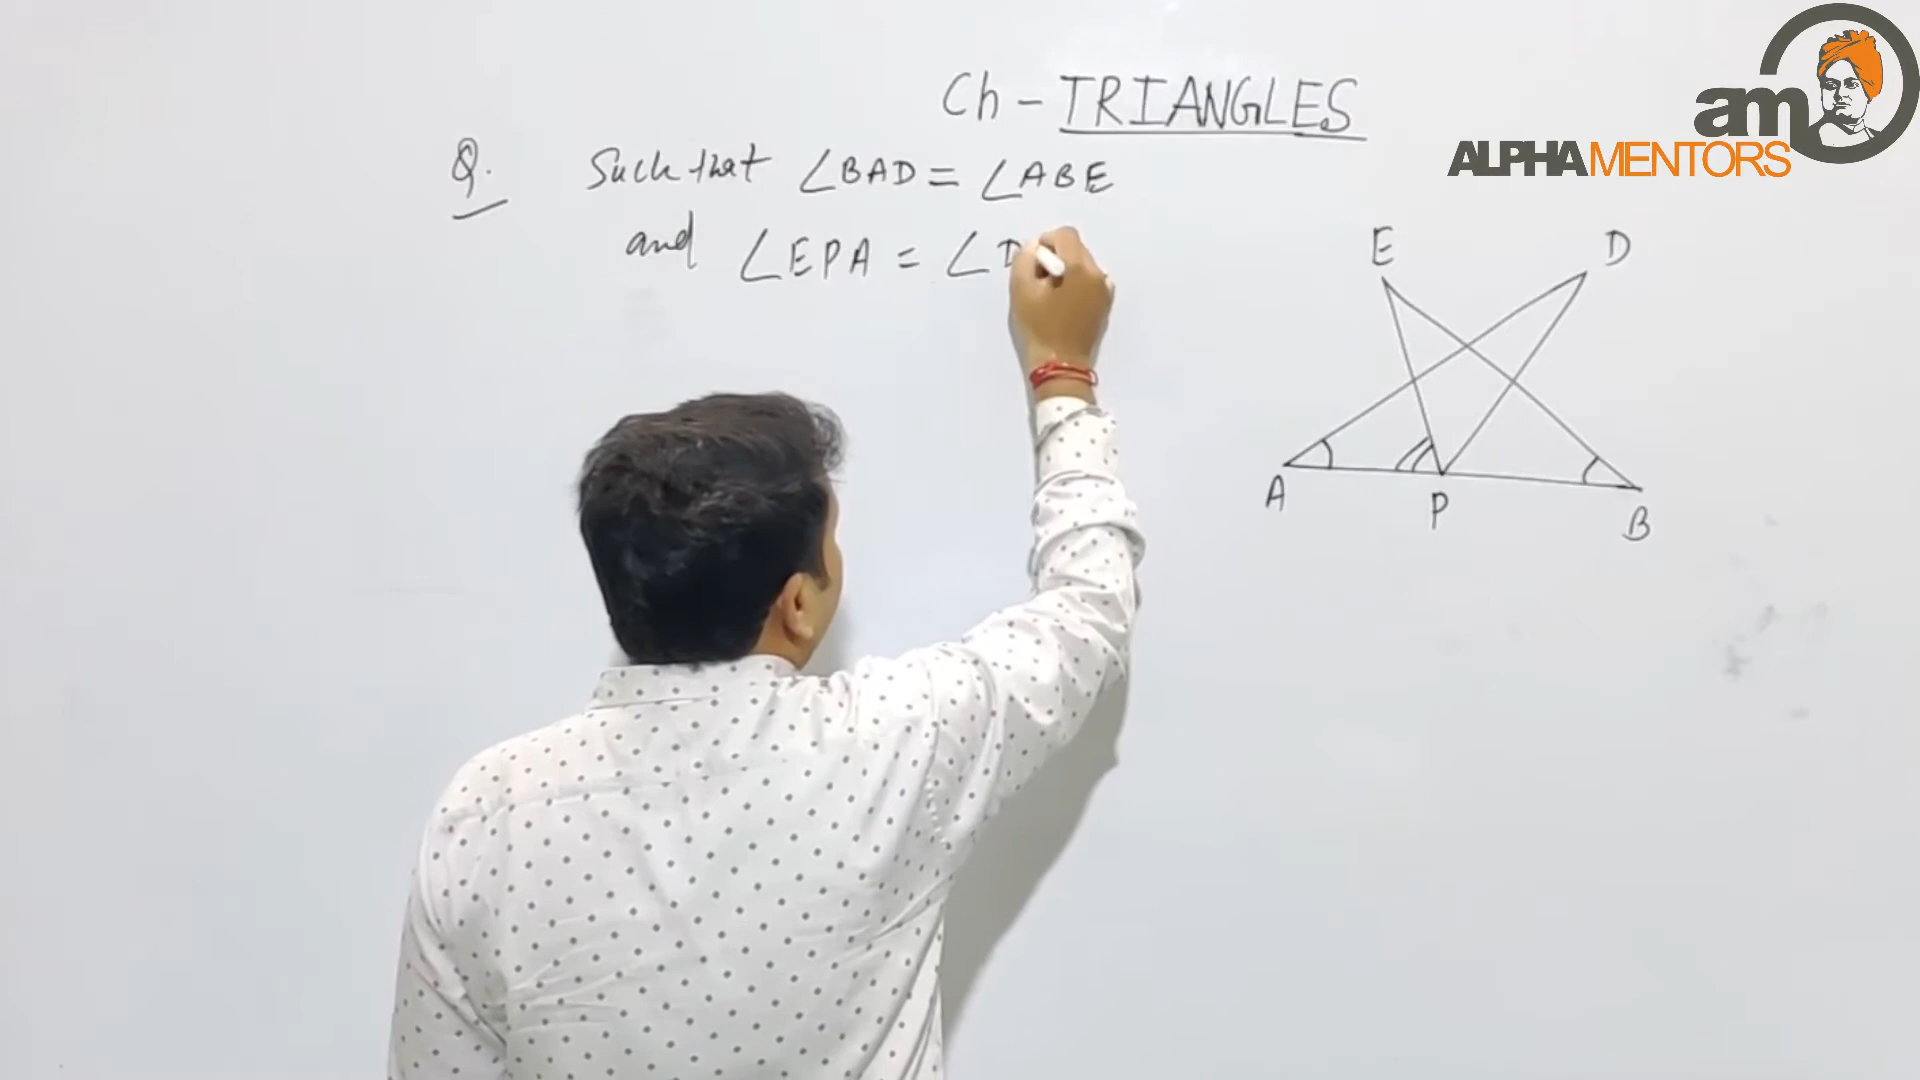 Ch - TRIANGLES
Q. Such that ∠BAD = ∠ABE
and ∠EPA = ∠D
E
D
A
P
B
am
ALPHAMENTORS